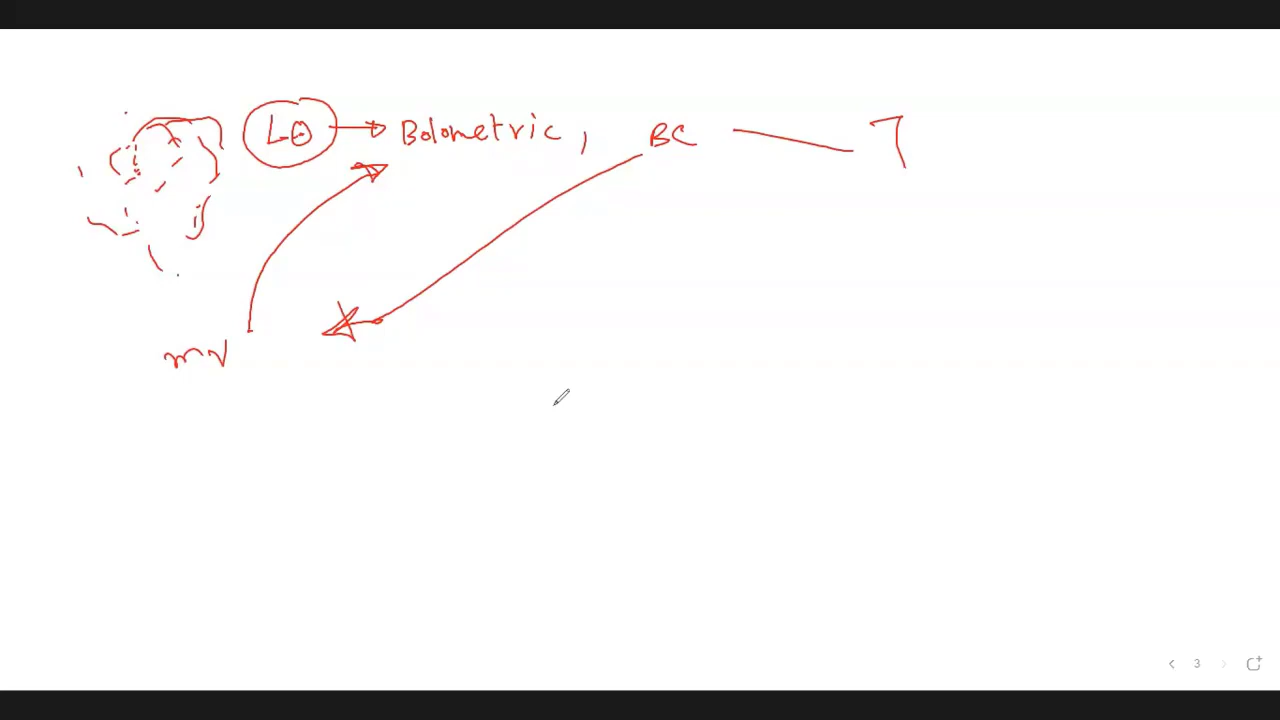 L⊙ → Bolometric, BC — T
mv
3